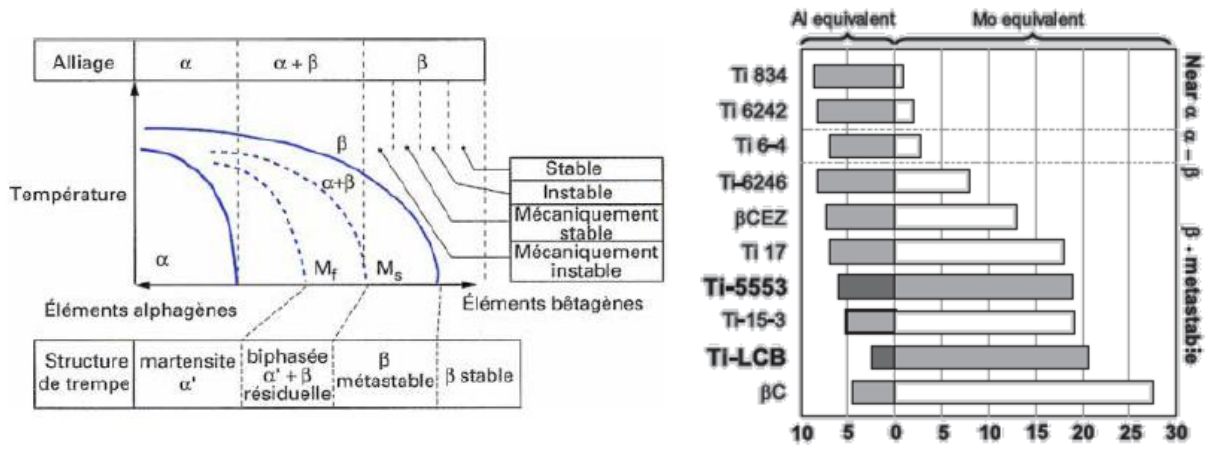 Alliage α α + β β
β
α+β
Température
α
M_f M_s
Stable
Instable
Mécaniquement
stable
Mécaniquement
instable
Éléments alphagènes
Éléments bêtagènes
Structure
de trempe
martensite
α'
biphasée
α' + β
résiduelle
β
métastable
β stable
Al equivalent Mo equivalent
Ti 834
Ti 6242
Ti 6-4
Ti-6246
βCEZ
Ti 17
Ti-5553
Ti-15-3
Ti-LCB
βC
Near α
α - β
β - metastable
10 5 0 5 10 15 20 25 30